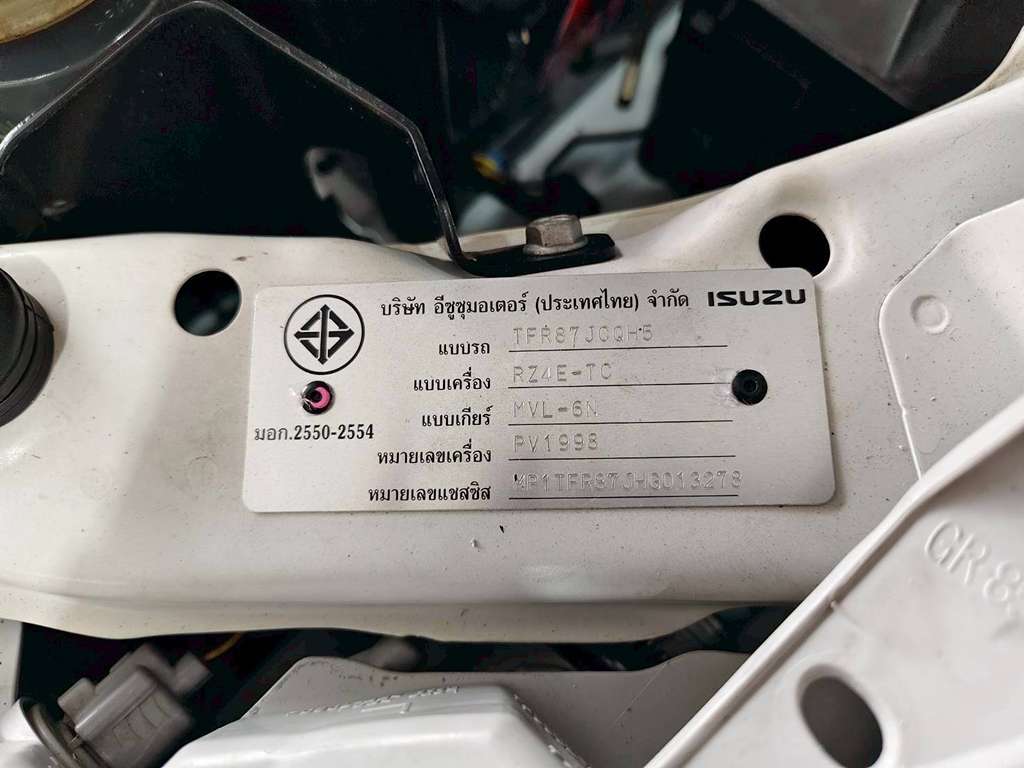 บริษัท อีซูซุมอเตอร์ (ประเทศไทย) จำกัด ISUZU
แบบรถ TFR87JCQH5
แบบเครื่อง RZ4E-TC
แบบเกียร์ MVL-6N
มอก.2550-2554
หมายเลขเครื่อง PV1998
หมายเลขแชสซิส MP1TFR87JHG013278
GR8